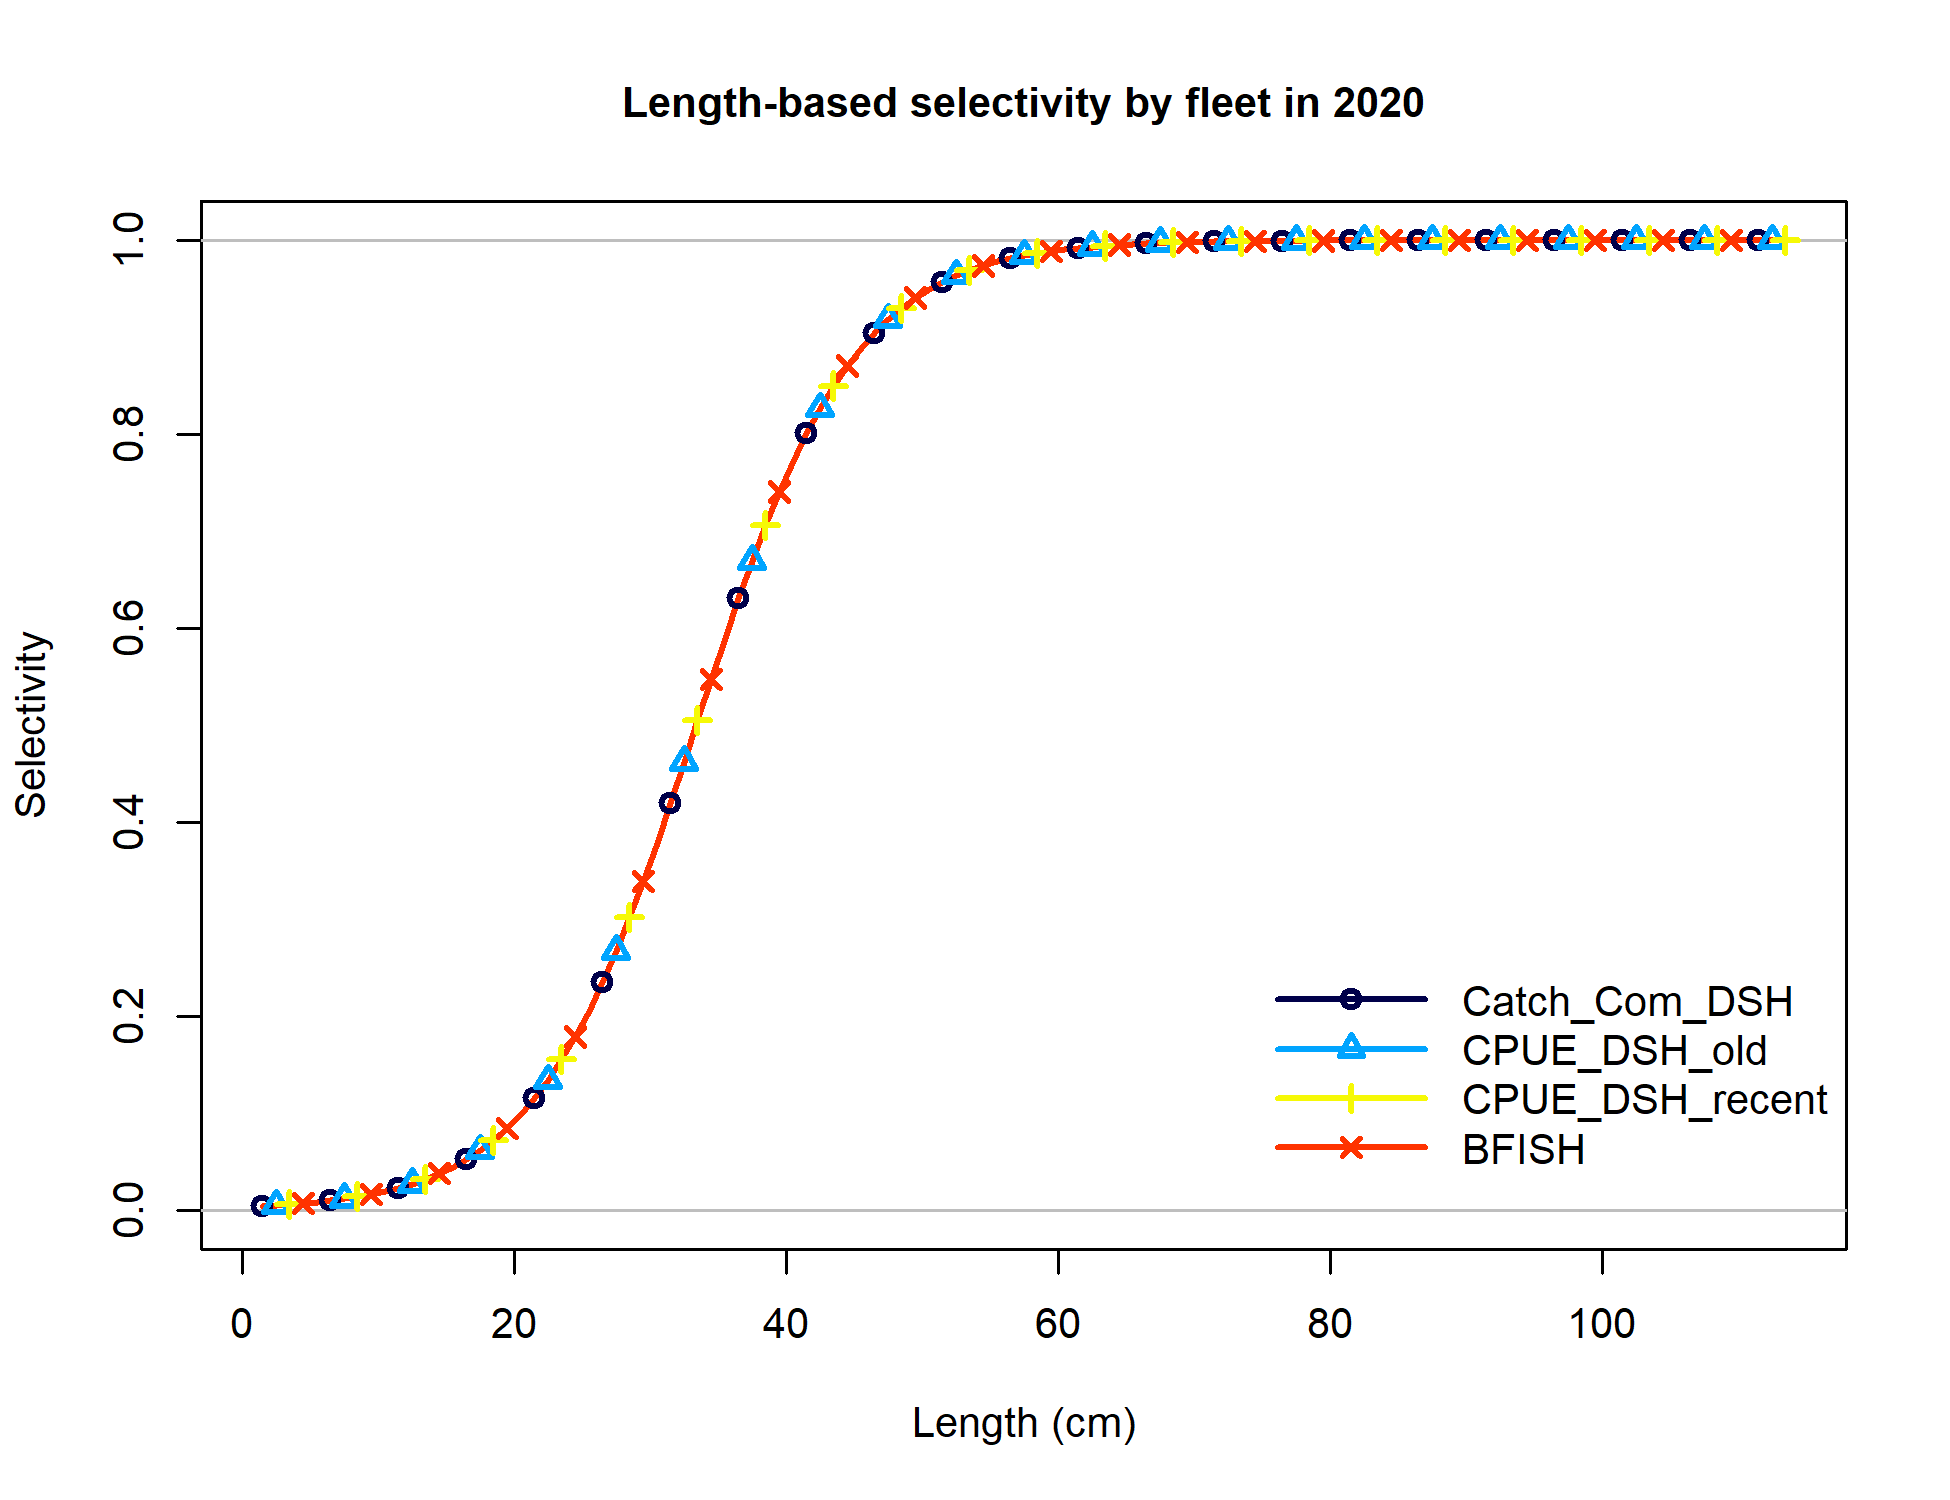 Length-based selectivity by fleet in 2020
Selectivity
1.0
0.8
0.6
0.4
0.2
0.0
Catch_Com_DSH
CPUE_DSH_old
CPUE_DSH_recent
BFISH
0 20 40 60 80 100
Length (cm)